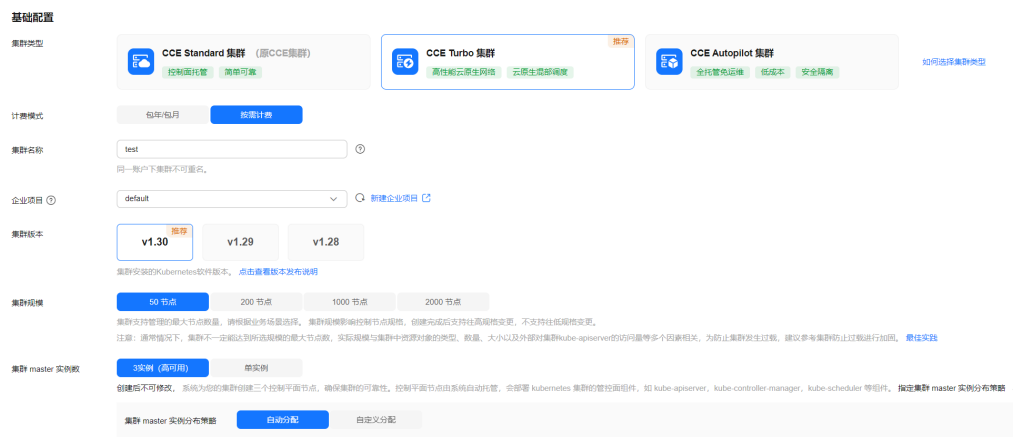 基础配置
集群类型
CCE Standard 集群 （原CCE集群）
控制面托管 简单可靠
推荐
CCE Turbo 集群
高性能云原生网络 云原生混部调度
CCE Autopilot 集群
全托管免运维 低成本 安全隔离
如何选择集群类型
计费模式 包年/包月 按需计费
集群名称 test
同一账户下集群不可重名。
企业项目 default 新建企业项目
集群版本 v1.30 推荐 v1.29 v1.28
集群安装的Kubernetes软件版本。 点击查看版本发布说明
集群规模 50 节点 200 节点 1000 节点 2000 节点
集群支持管理的最大节点数量，请根据业务场景选择。 集群规模影响控制节点规格，创建完成后支持往高规格变更，不支持往低规格变更。
注意：通常情况下，集群不一定能达到所选规模的最大节点数，实际规模与集群中资源对象的类型、数量、大小以及外部对集群kube-apiserver的访问量等多个因素相关，为防止集群发生过载，建议参考集群防止过载进行加固。 最佳实践
集群 master 实例数 3实例（高可用） 单实例
创建后不可修改， 系统为您的集群创建三个控制平面节点，确保集群的可靠性。控制平面节点由系统自动托管，会部署 kubernetes 集群的管控面组件，如 kube-apiserver，kube-controller-manager，kube-scheduler 等组件。 指定集群 master 实例分布策略
集群 master 实例分布策略 自动分配 自定义分配